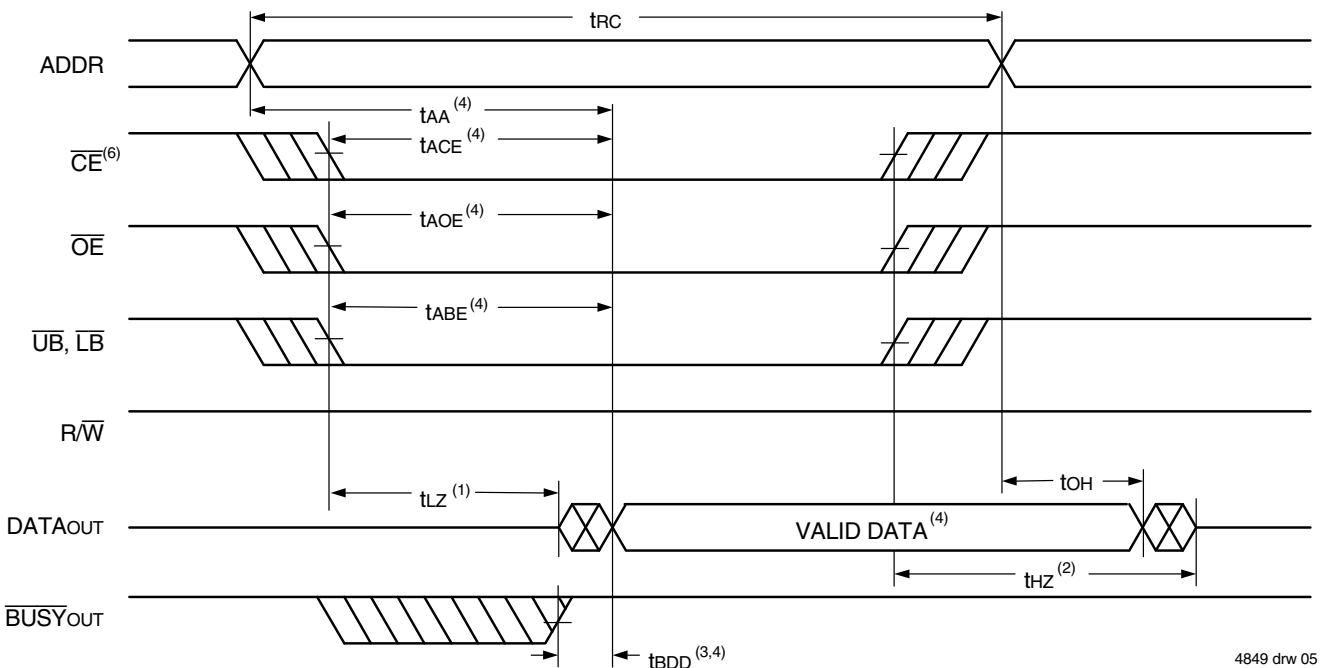 tRC
ADDR
tAA (4)
tACE (4)
CE(6)
tAOE (4)
OE
tABE (4)
UB, LB
R/W
tLZ (1)
tOH
DATAOUT
VALID DATA(4)
tHZ (2)
BUSYOUT
tBDD (3,4)
4849 drw 05